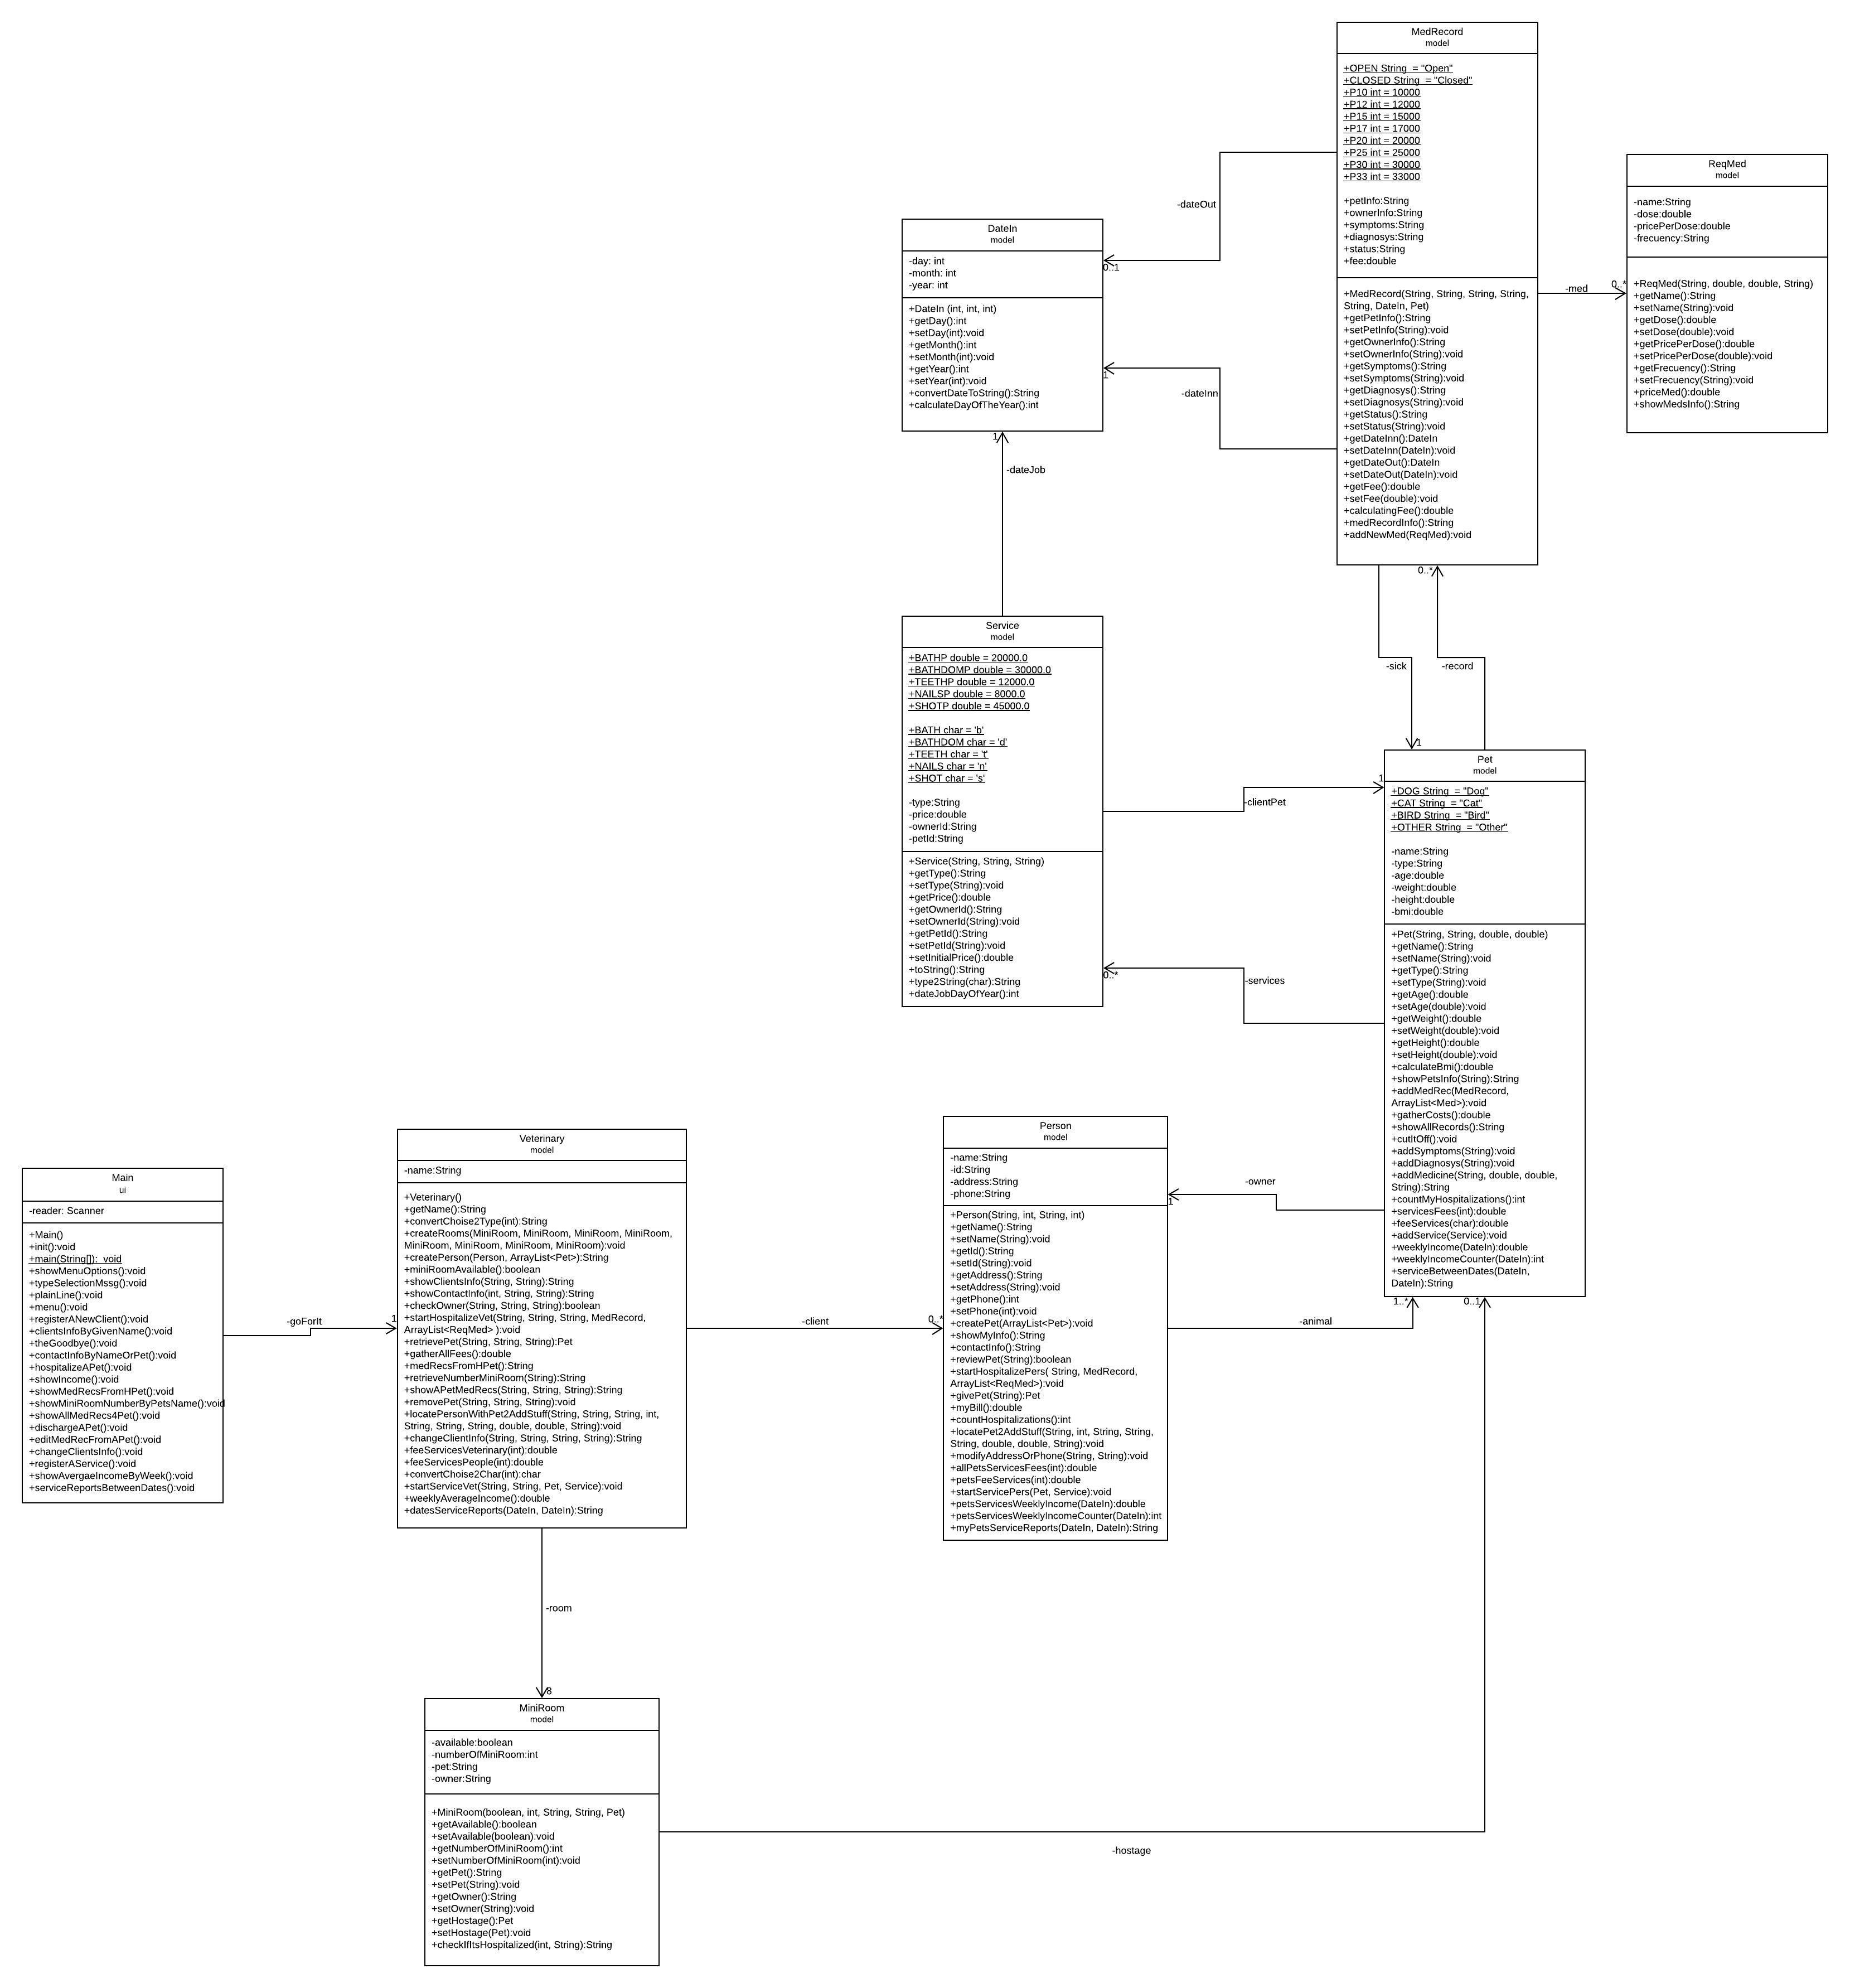 MedRecord
model
+OPEN String  = "Open"
+CLOSED String  = "Closed"
+P10 int = 10000
+P12 int = 12000
+P15 int = 15000
+P17 int = 17000
+P20 int = 20000
+P25 int = 25000
+P30 int = 30000
+P33 int = 33000
+petInfo:String
+ownerInfo:String
+symptoms:String
+diagnosys:String
+status:String
+fee:double
+MedRecord(String, String, String, String,
String, DateIn, Pet)
+getPetInfo():String
+setPetInfo(String):void
+getOwnerInfo():String
+setOwnerInfo(String):void
+getSymptoms():String
+setSymptoms(String):void
+getDiagnosys():String
+setDiagnosys(String):void
+getStatus():String
+setStatus(String):void
+getDateInn():DateIn
+setDateInn(DateIn):void
+getDateOut():DateIn
+setDateOut(DateIn):void
+getFee():double
+setFee(double):void
+calculatingFee():double
+medRecordInfo():String
+addNewMed(ReqMed):void
ReqMed
model
-name:String
-dose:double
-pricePerDose:double
-frecuency:String
+ReqMed(String, double, double, String)
+getName():String
+setName(String):void
+getDose():double
+setDose(double):void
+getPricePerDose():double
+setPricePerDose(double):void
+getFrecuency():String
+setFrecuency(String):void
+priceMed():double
+showMedsInfo():String
-med
0..*
-dateOut
0..1
-dateInn
1
DateIn
model
-day: int
-month: int
-year: int
+DateIn (int, int, int)
+getDay():int
+setDay(int):void
+getMonth():int
+setMonth(int):void
+getYear():int
+setYear(int):void
+convertDateToString():String
+calculateDayOfTheYear():int
1
-dateJob
0..*
-sick
-record
1
Service
model
+BATHP double = 20000.0
+BATHDOMP double = 30000.0
+TEETHP double = 12000.0
+NAILSP double = 8000.0
+SHOTP double = 45000.0
+BATH char = 'b'
+BATHDOM char = 'd'
+TEETH char = 't'
+NAILS char = 'n'
+SHOT char = 's'
-type:String
-price:double
-ownerId:String
-petId:String
+Service(String, String, String)
+getType():String
+setType(String):void
+getPrice():double
+getOwnerId():String
+setOwnerId(String):void
+getPetId():String
+setPetId(String):void
+setInitialPrice():double
+toString():String
+type2String(char):String
+dateJobDayOfYear():int
1
-clientPet
0..*
-services
Pet
model
+DOG String  = "Dog"
+CAT String  = "Cat"
+BIRD String  = "Bird"
+OTHER String  = "Other"
-name:String
-type:String
-age:double
-weight:double
-height:double
-bmi:double
+Pet(String, String, double, double)
+getName():String
+setName(String):void
+getType():String
+setType(String):void
+getAge():double
+setAge(double):void
+getWeight():double
+setWeight(double):void
+getHeight():double
+setHeight(double):void
+calculateBmi():double
+showPetsInfo(String):String
+addMedRec(MedRecord,
ArrayList<Med>):void
+gatherCosts():double
+showAllRecords():String
+cutItOff():void
+addSymptoms(String):void
+addDiagnosys(String):void
+addMedicine(String, double, double,
String):String
+countMyHospitalizations():int
+servicesFees(int):double
+feeServices(char):double
+addService(Service):void
+weeklyIncome(DateIn):double
+weeklyIncomeCounter(DateIn):int
+serviceBetweenDates(DateIn,
DateIn):String
1..*
0..1
Main
ui
-reader: Scanner
+Main()
+init():void
+main(String[]):  void
+showMenuOptions():void
+typeSelectionMssg():void
+plainLine():void
+menu():void
+registerANewClient():void
+clientsInfoByGivenName():void
+theGoodbye():void
+contactInfoByNameOrPet():void
+hospitalizeAPet():void
+showIncome():void
+showMedRecsFromHPet():void
+showMiniRoomNumberByPetsName():void
+showAllMedRecs4Pet():void
+dischargeAPet():void
+editMedRecFromAPet():void
+changeClientsInfo():void
+registerAService():void
+showAvergaeIncomeByWeek():void
+serviceReportsBetweenDates():void
-goForIt
1
Veterinary
model
-name:String
+Veterinary()
+getName():String
+convertChoise2Type(int):String
+createRooms(MiniRoom, MiniRoom, MiniRoom, MiniRoom,
MiniRoom, MiniRoom, MiniRoom, MiniRoom):void
+createPerson(Person, ArrayList<Pet>):String
+miniRoomAvailable():boolean
+showClientsInfo(String, String):String
+showContactInfo(int, String, String):String
+checkOwner(String, String, String):boolean
+startHospitalizeVet(String, String, String, MedRecord,
ArrayList<ReqMed> ):void
+retrievePet(String, String, String):Pet
+gatherAllFees():double
+medRecsFromHPet():String
+retrieveNumberMiniRoom(String):String
+showAPetMedRecs(String, String, String):String
+removePet(String, String, String):void
+locatePersonWithPet2AddStuff(String, String, String, int,
String, String, String, double, double, String):void
+changeClientInfo(String, String, String, String):String
+feeServicesVeterinary(int):double
+feeServicesPeople(int):double
+convertChoise2Char(int):char
+startServiceVet(String, String, Pet, Service):void
+weeklyAverageIncome():double
+datesServiceReports(DateIn, DateIn):String
-client
0..*
Person
model
-name:String
-id:String
-address:String
-phone:String
+Person(String, int, String, int)
+getName():String
+setName(String):void
+getId():String
+setId(String):void
+getAddress():String
+setAddress(String):void
+getPhone():int
+setPhone(int):void
+createPet(ArrayList<Pet>):void
+showMyInfo():String
+contactInfo():String
+reviewPet(String):boolean
+startHospitalizePers( String, MedRecord,
ArrayList<ReqMed>):void
+givePet(String):Pet
+myBill():double
+countHospitalizations():int
+locatePet2AddStuff(String, int, String, String,
String, double, double, String):void
+modifyAddressOrPhone(String, String):void
+allPetsServicesFees(int):double
+petsFeeServices(int):double
+startServicePers(Pet, Service):void
+petsServicesWeeklyIncome(DateIn):double
+petsServicesWeeklyIncomeCounter(DateIn):int
+myPetsServiceReports(DateIn, DateIn):String
-owner
1
-animal
-room
8
MiniRoom
model
-available:boolean
-numberOfMiniRoom:int
-pet:String
-owner:String
+MiniRoom(boolean, int, String, String, Pet)
+getAvailable():boolean
+setAvailable(boolean):void
+getNumberOfMiniRoom():int
+setNumberOfMiniRoom(int):void
+getPet():String
+setPet(String):void
+getOwner():String
+setOwner(String):void
+getHostage():Pet
+setHostage(Pet):void
+checkIfItsHospitalized(int, String):String
-hostage